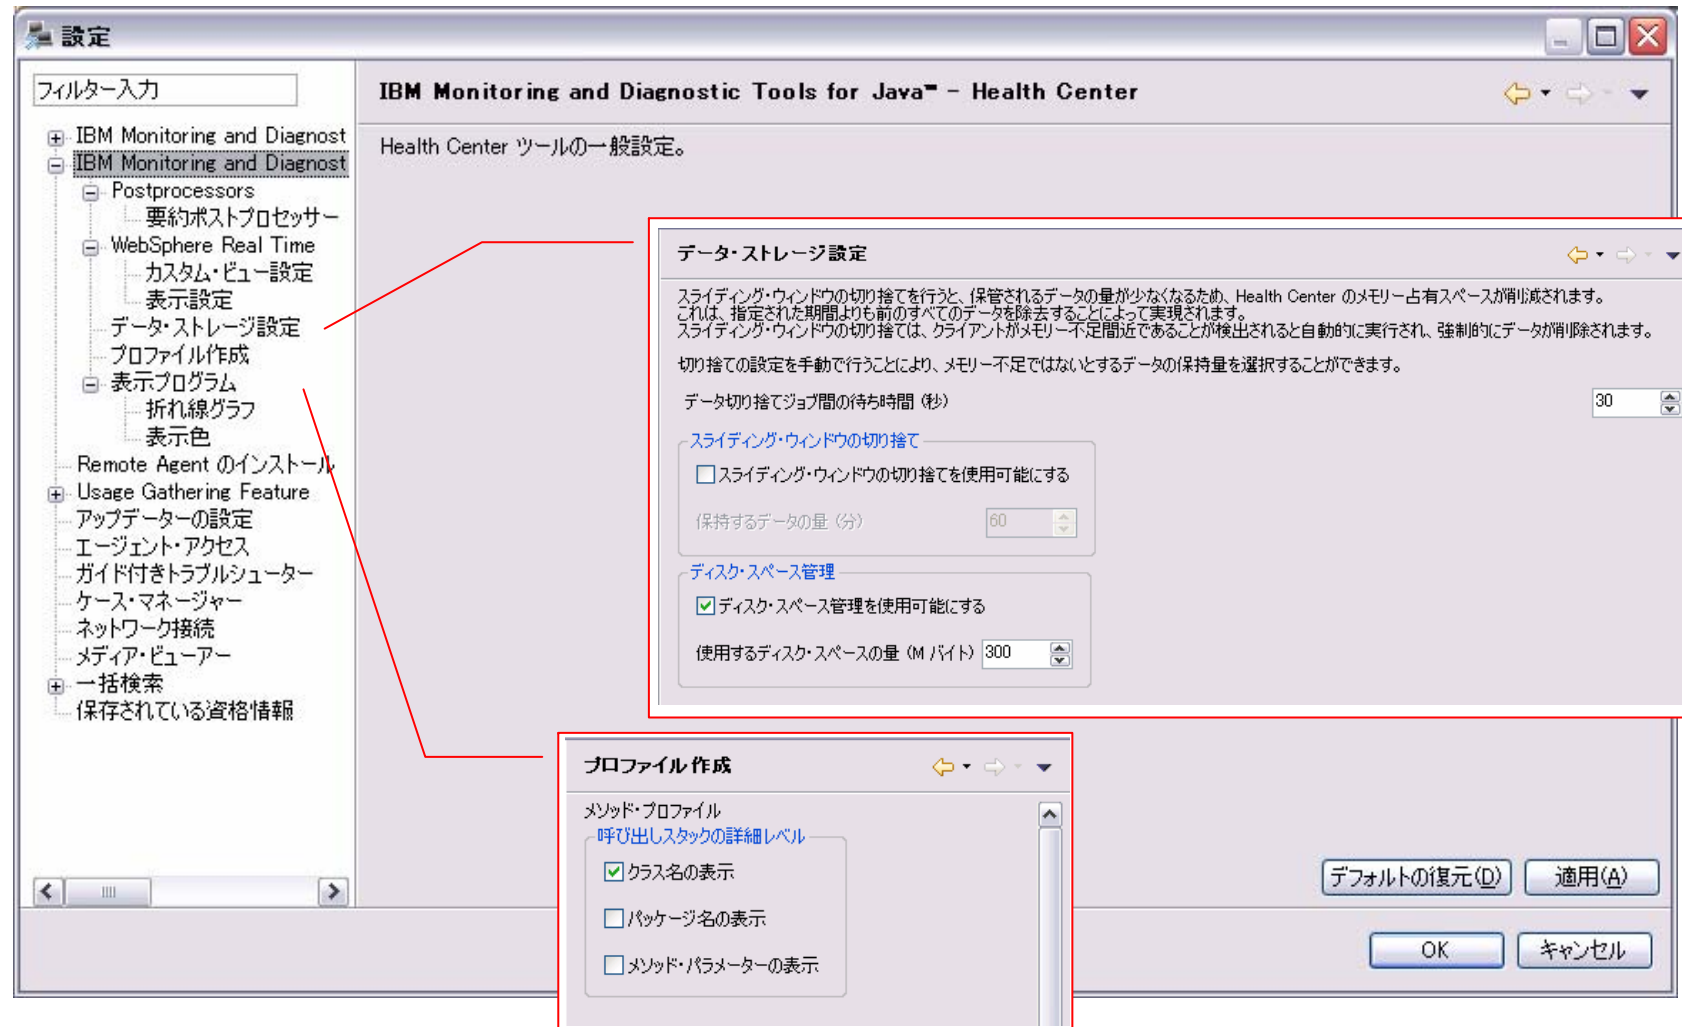 設定
フィルター入力
IBM Monitoring and Diagnost
IBM Monitoring and Diagnost
Postprocessors
要約ポストプロセッサー
WebSphere Real Time
カスタム・ビュー設定
表示設定
データ・ストレージ設定
プロファイル作成
表示プログラム
折れ線グラフ
表示色
Remote Agent のインストール
Usage Gathering Feature
アップデーターの設定
エージェント・アクセス
ガイド付きトラブルシューター
ケース・マネージャー
ネットワーク接続
メディア・ビューアー
一括検索
保存されている資格情報
IBM Monitoring and Diagnostic Tools for Java™ - Health Center
Health Center ツールの一般設定。
データ・ストレージ設定
スライディング・ウィンドウの切り捨てを行うと、保管されるデータの量が少なくなるため、Health Center のメモリー占有スペースが削減されます。
これは、指定された期間よりも前のすべてのデータを除去することによって実現されます。
スライディング・ウィンドウの切り捨ては、クライアントがメモリー不足間近であることが検出されると自動的に実行され、強制的にデータが削除されます。
切り捨ての設定を手動で行うことにより、メモリー不足ではないとするデータの保持量を選択することができます。
データ切り捨てジョブ間の待ち時間 (秒) 30
スライディング・ウィンドウの切り捨て
スライディング・ウィンドウの切り捨てを使用可能にする
保持するデータの量 (分) 60
ディスク・スペース管理
ディスク・スペース管理を使用可能にする
使用するディスク・スペースの量 (M バイト) 300
プロファイル作成
メソッド・プロファイル
呼び出しスタックの詳細レベル
クラス名の表示
パッケージ名の表示
メソッド・パラメーターの表示
デフォルトの復元(D) 適用(A)
OK キャンセル